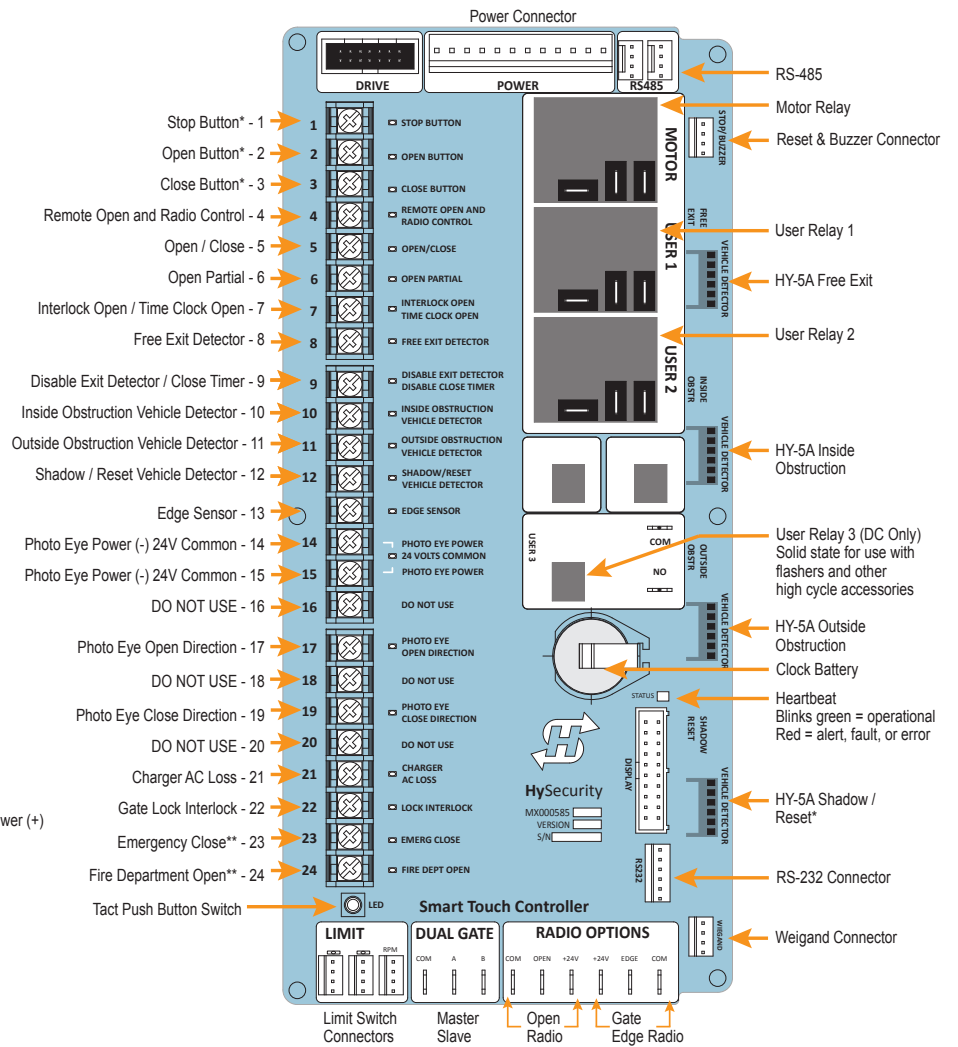 Power Connector
DRIVE
POWER
RS485
RS-485
Motor Relay
Reset & Buzzer Connector
STOP/BUZZER
MOTOR
Stop Button* - 1
1
STOP BUTTON
Open Button* - 2
2
OPEN BUTTON
Close Button* - 3
3
CLOSE BUTTON
Remote Open and Radio Control - 4
4
REMOTE OPEN AND
RADIO CONTROL
Open / Close - 5
5
OPEN/CLOSE
Open Partial - 6
6
OPEN PARTIAL
Interlock Open / Time Clock Open - 7
7
INTERLOCK OPEN
TIME CLOCK OPEN
Free Exit Detector - 8
8
FREE EXIT DETECTOR
Disable Exit Detector / Close Timer - 9
9
DISABLE EXIT DETECTOR
DISABLE CLOSE TIMER
Inside Obstruction Vehicle Detector - 10
10
INSIDE OBSTRUCTION
VEHICLE DETECTOR
Outside Obstruction Vehicle Detector - 11
11
OUTSIDE OBSTRUCTION
VEHICLE DETECTOR
Shadow / Reset Vehicle Detector - 12
12
SHADOW/RESET
VEHICLE DETECTOR
Edge Sensor - 13
13
EDGE SENSOR
Photo Eye Power (-) 24V Common - 14
14
PHOTO EYE POWER
24 VOLTS COMMON
Photo Eye Power (-) 24V Common - 15
15
PHOTO EYE POWER
DO NOT USE - 16
16
DO NOT USE
Photo Eye Open Direction - 17
17
PHOTO EYE
OPEN DIRECTION
DO NOT USE - 18
18
DO NOT USE
Photo Eye Close Direction - 19
19
PHOTO EYE
CLOSE DIRECTION
DO NOT USE - 20
20
DO NOT USE
Charger AC Loss - 21
21
CHARGER
AC LOSS
Gate Lock Interlock - 22
22
LOCK INTERLOCK
wer (+)
Emergency Close** - 23
23
EMERG CLOSE
Fire Department Open** - 24
24
FIRE DEPT OPEN
Tact Push Button Switch
LED
USER 1
User Relay 1
FREE
EXIT
VEHICLE DETECTOR
HY-5A Free Exit
USER 2
User Relay 2
INSIDE
OBSTR
VEHICLE DETECTOR
HY-5A Inside
Obstruction
USER 3
COM
NO
User Relay 3 (DC Only)
Solid state for use with
flashers and other
high cycle accessories
OUTSIDE
OBSTR
VEHICLE DETECTOR
HY-5A Outside
Obstruction
Clock Battery
STATUS
Heartbeat
Blinks green = operational
Red = alert, fault, or error
SHADOW
RESET
DISPLAY
HySecurity
MX000585
VERSION
S/N
VEHICLE DETECTOR
HY-5A Shadow /
Reset*
RS232
RS-232 Connector
WIEGAND
Weigand Connector
Smart Touch Controller
LIMIT
RPM
DUAL GATE
COM A B
RADIO OPTIONS
COM OPEN +24V +24V EDGE COM
Limit Switch
Connectors
Master
Slave
Open
Radio
Gate
Edge Radio